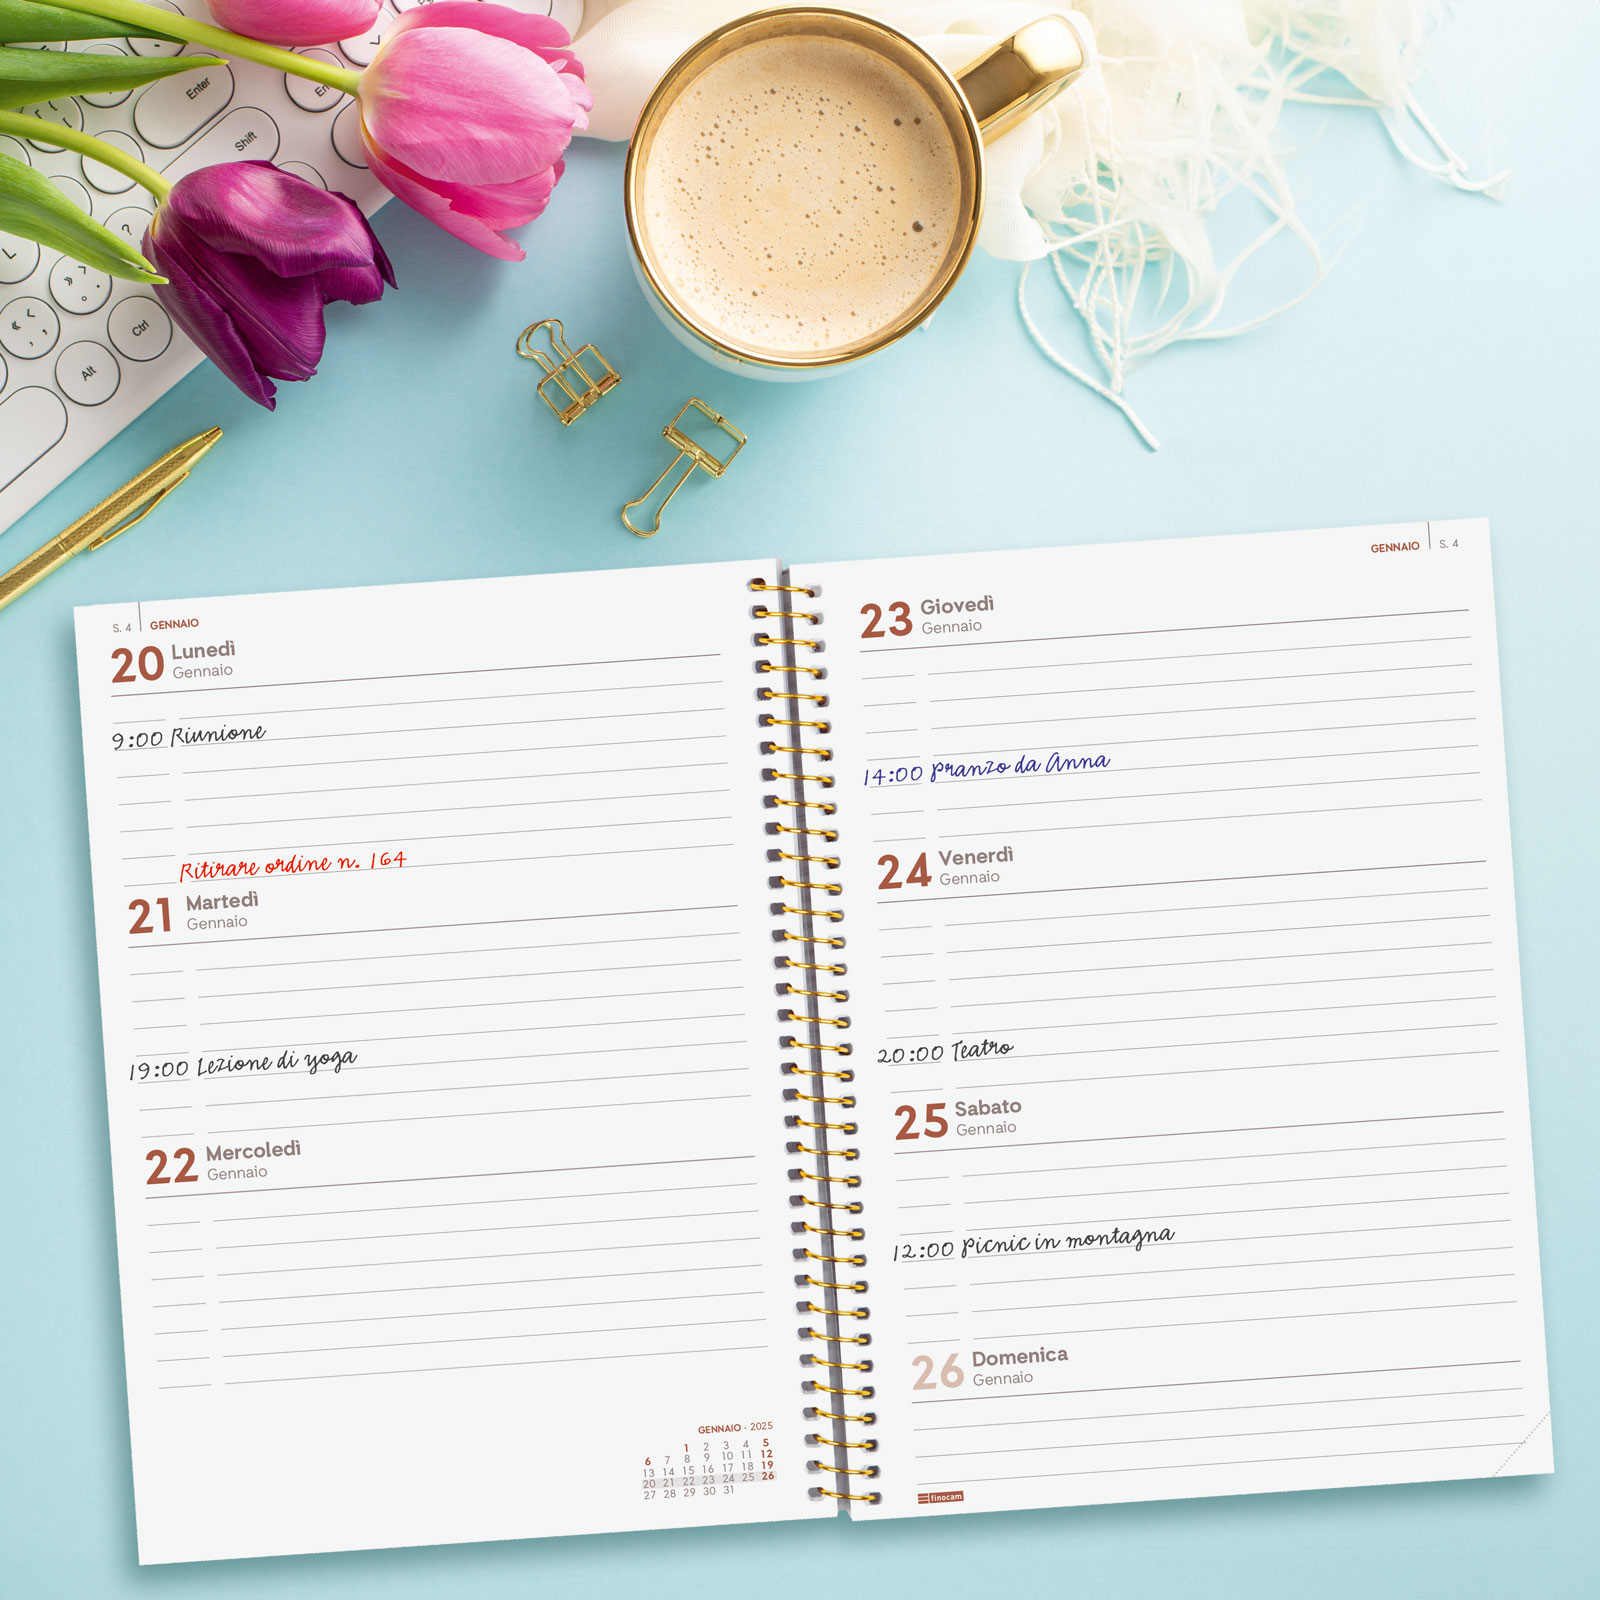 Enter
En
Shift
L
L
Ctrl
Alt
S. 4 GENNAIO
20 Lunedì
Gennaio
9:00 Riunione
Ritirare ordine n. 164
21 Martedì
Gennaio
19:00 Lezione di yoga
22 Mercoledì
Gennaio
GENNAIO · 2025
1 2 3 4 5
6 7 8 9 10 11 12
13 14 15 16 17 18 19
20 21 22 23 24 25 26
27 28 29 30 31
GENNAIO S. 4
23 Giovedì
Gennaio
14:00 Pranzo da Anna
24 Venerdì
Gennaio
20:00 Teatro
25 Sabato
Gennaio
12:00 Picnic in montagna
26 Domenica
Gennaio
finocam